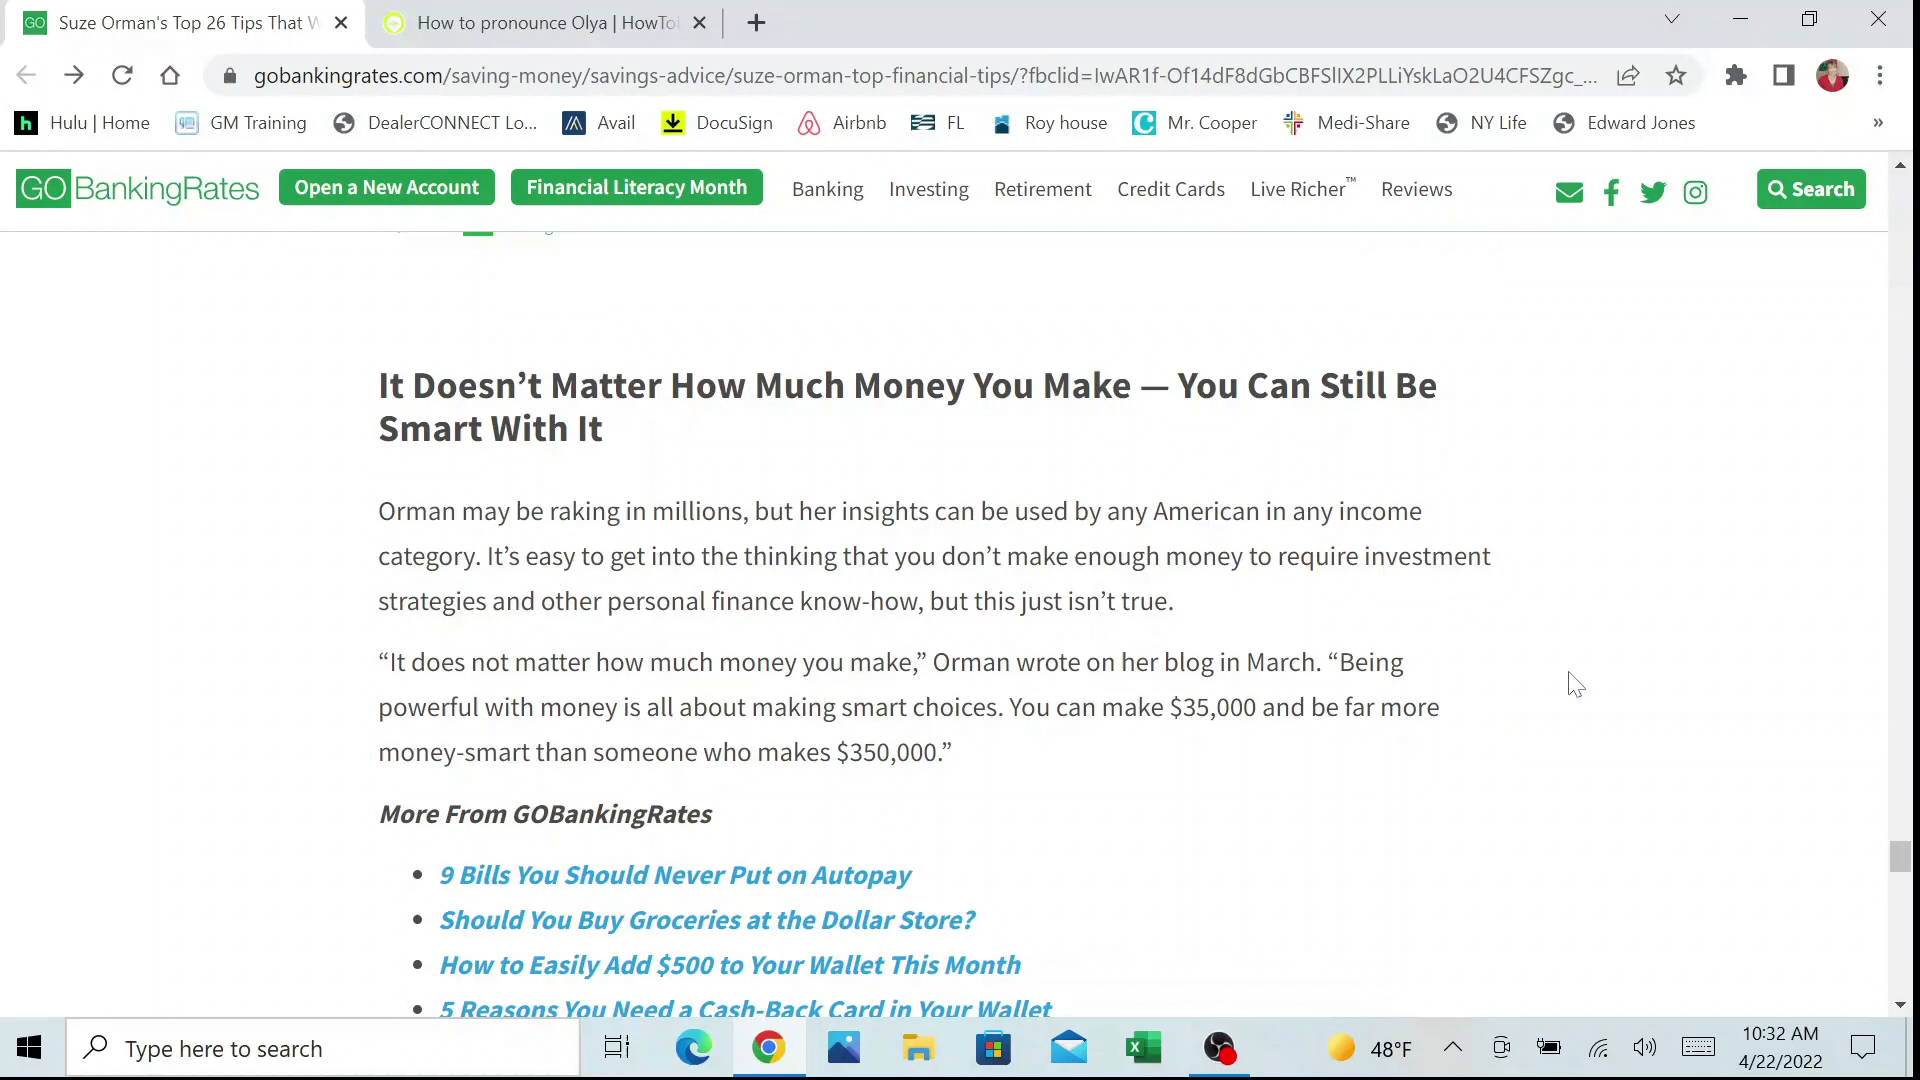 GO Suze Orman's Top 26 Tips That W
How to pronounce Olya | HowTo
gobankingrates.com/saving-money/savings-advice/suze-orman-top-financial-tips/?fbclid=IwAR1f-Of14dF8dGbCBFSlIX2PLLiYskLaO2U4CFSZgc_...
h Hulu | Home GM Training DealerCONNECT Lo... Avail DocuSign Airbnb FL Roy house Mr. Cooper Medi-Share NY Life Edward Jones »
GOBankingRates Open a New Account Financial Literacy Month Banking Investing Retirement Credit Cards Live Richer™ Reviews Search
It Doesn’t Matter How Much Money You Make — You Can Still Be
Smart With It
Orman may be raking in millions, but her insights can be used by any American in any income
category. It’s easy to get into the thinking that you don’t make enough money to require investment
strategies and other personal finance know-how, but this just isn’t true.
“It does not matter how much money you make,” Orman wrote on her blog in March. “Being
powerful with money is all about making smart choices. You can make $35,000 and be far more
money-smart than someone who makes $350,000.”
More From GOBankingRates
• 9 Bills You Should Never Put on Autopay
• Should You Buy Groceries at the Dollar Store?
• How to Easily Add $500 to Your Wallet This Month
• 5 Reasons You Need a Cash-Back Card in Your Wallet
Type here to search
48°F
10:32 AM
4/22/2022